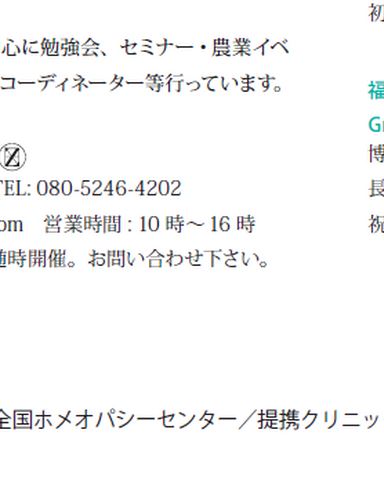 心に勉強会、セミナー・農業イベ
コーディネーター等行っています。
Ⓩ
TEL: 080-5246-4202
om　営業時間 : 10 時〜 16 時
随時開催。お問い合わせ下さい。
全国ホメオパシーセンター／提携クリニッ
初
福
Gr
博
長
祝